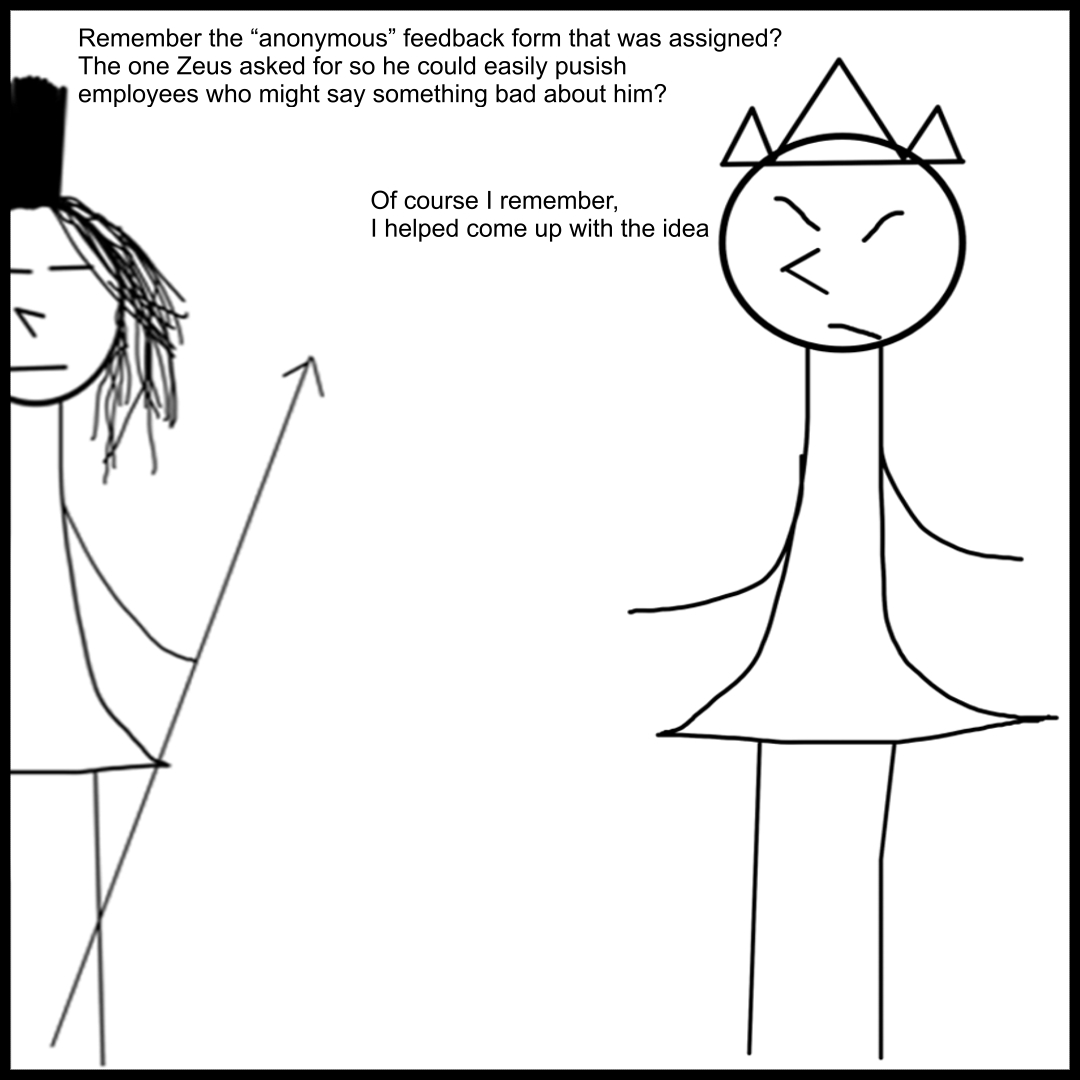 Remember the “anonymous” feedback form that was assigned?
The one Zeus asked for so he could easily pusish
employees who might say something bad about him?
Of course I remember,
I helped come up with the idea